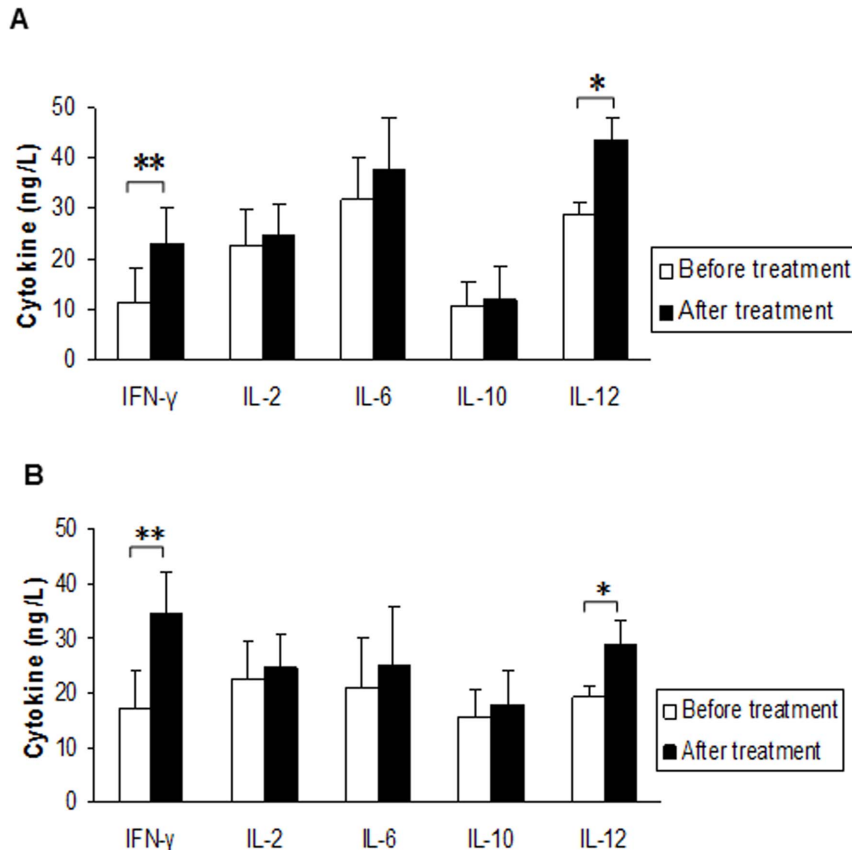 A
Cytokine (ng/L)
50
40
30
20
10
0
**
*
IFN-γ IL-2 IL-6 IL-10 IL-12
Before treatment
After treatment
B
Cytokine (ng/L)
50
40
30
20
10
0
**
*
IFN-γ IL-2 IL-6 IL-10 IL-12
Before treatment
After treatment